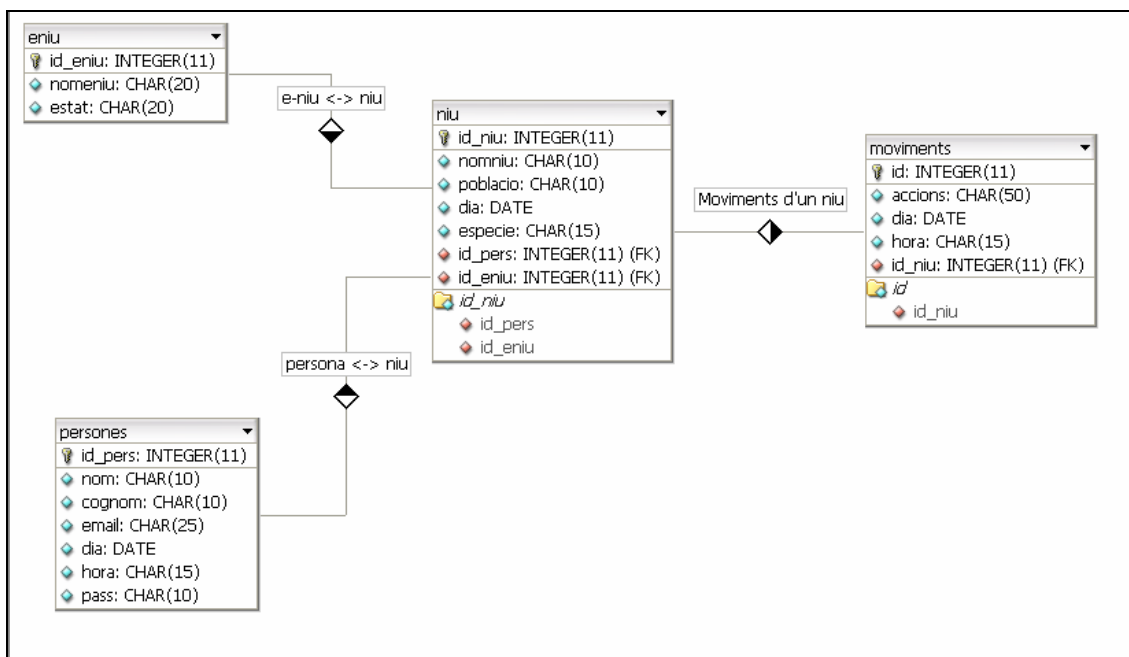 eniu
id_eniu: INTEGER(11)
nomeniu: CHAR(20)
estat: CHAR(20)
e-niu <-> niu
niu
id_niu: INTEGER(11)
nomniu: CHAR(10)
poblacio: CHAR(10)
dia: DATE
especie: CHAR(15)
id_pers: INTEGER(11) (FK)
id_eniu: INTEGER(11) (FK)
id_niu
id_pers
id_eniu
Moviments d'un niu
moviments
id: INTEGER(11)
accions: CHAR(50)
dia: DATE
hora: CHAR(15)
id_niu: INTEGER(11) (FK)
id
id_niu
persona <-> niu
persones
id_pers: INTEGER(11)
nom: CHAR(10)
cognom: CHAR(10)
email: CHAR(25)
dia: DATE
hora: CHAR(15)
pass: CHAR(10)